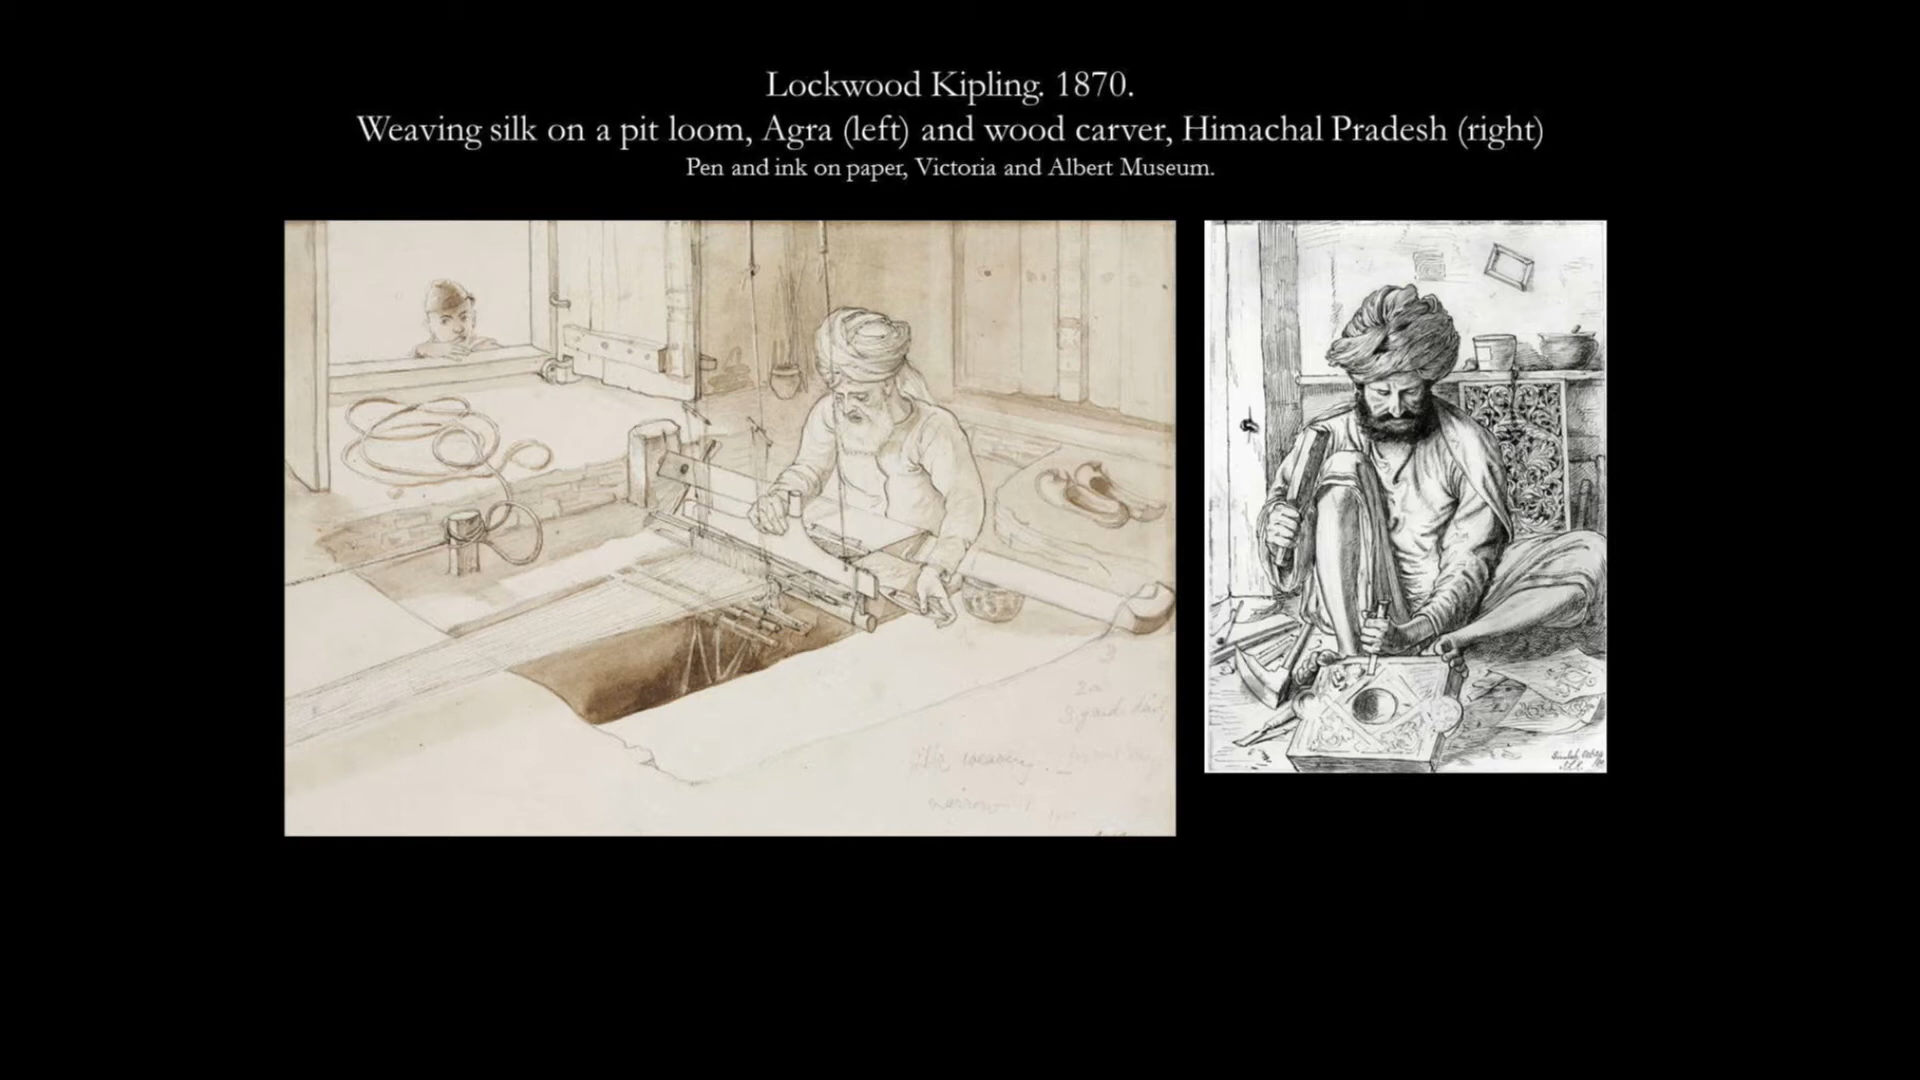 Lockwood Kipling. 1870.
Weaving silk on a pit loom, Agra (left) and wood carver, Himachal Pradesh (right)
Pen and ink on paper, Victoria and Albert Museum.
weaving.